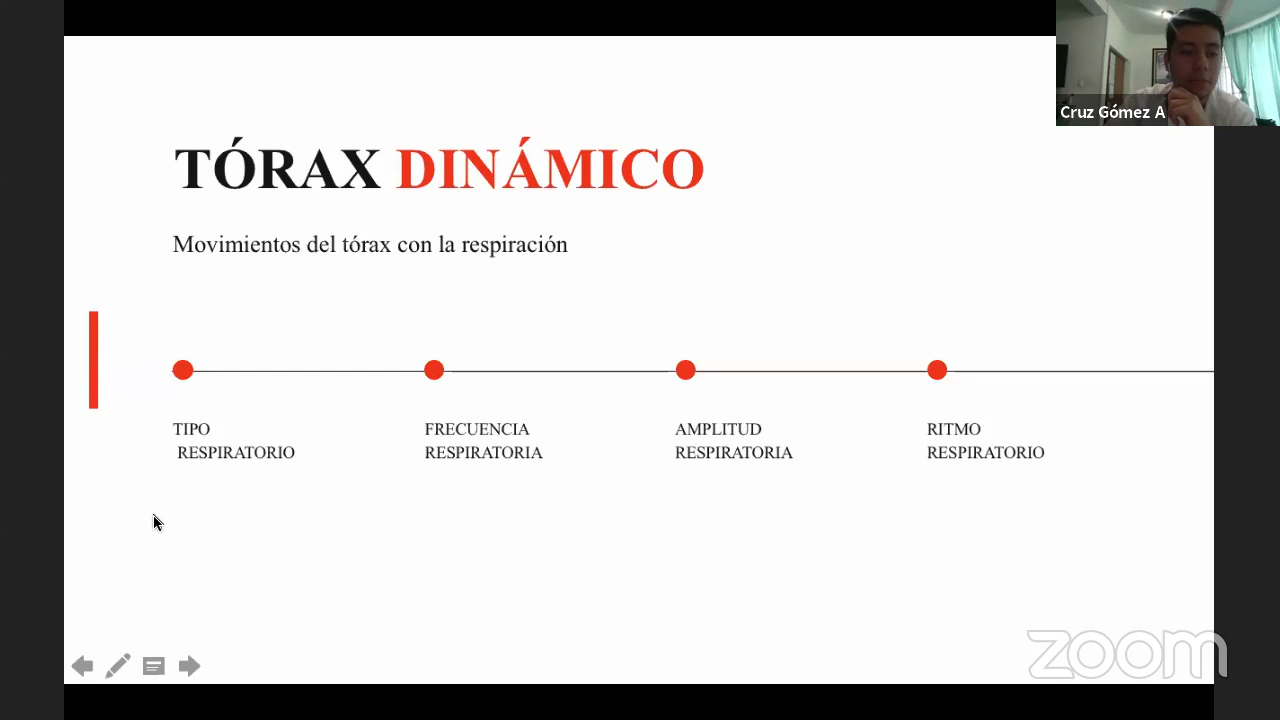 Cruz Gómez A
TÓRAX DINÁMICO
Movimientos del tórax con la respiración
TIPO
RESPIRATORIO
FRECUENCIA
RESPIRATORIA
AMPLITUD
RESPIRATORIA
RITMO
RESPIRATORIO
zoom